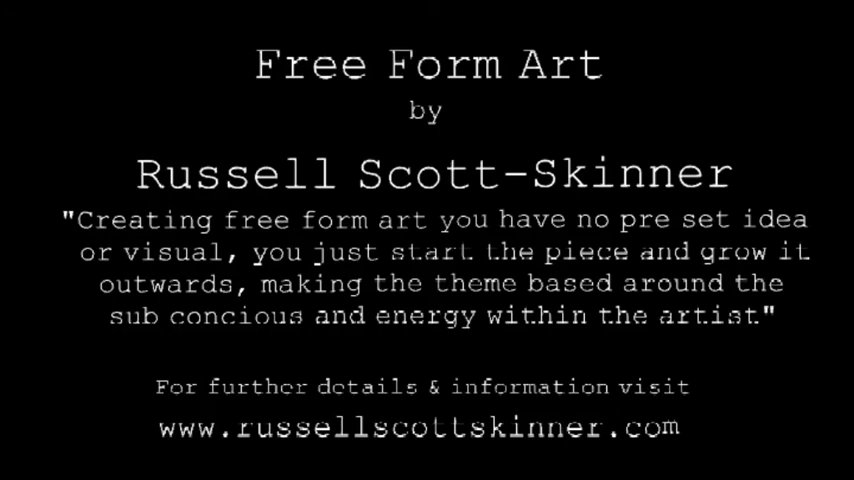 Free Form Art
by
Russell Scott-Skinner
"Creating free form art you have no pre set idea
or visual, you just start the piece and grow it
outwards, making the theme based around the
sub concious and energy within the artist"
For further details & information visit
www.russellscottskinner.com